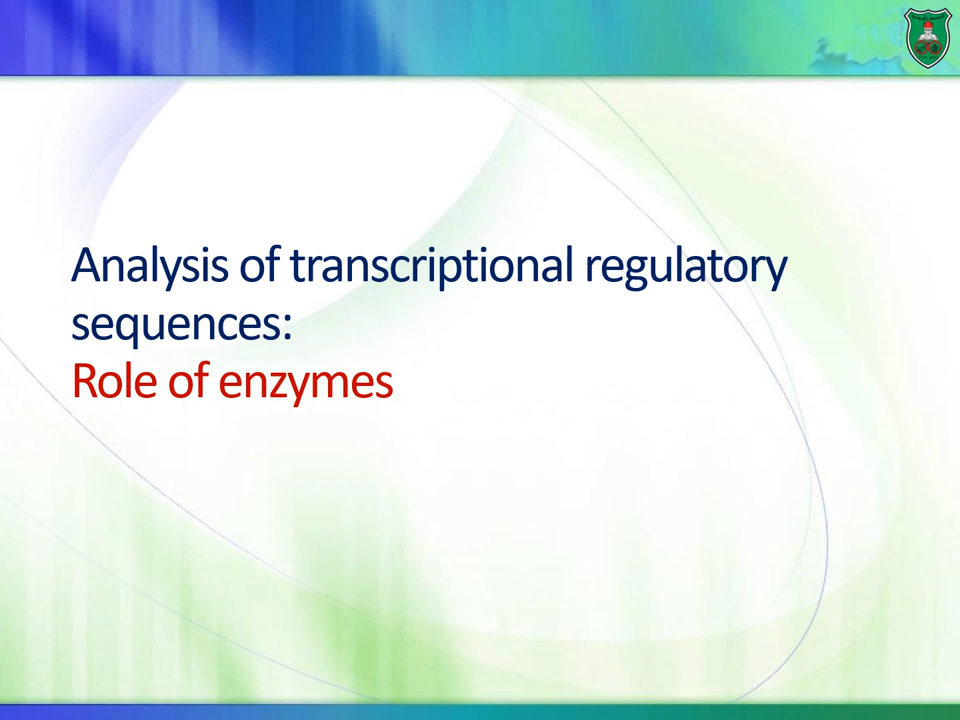 Analysis of transcriptional regulatory
sequences:
Role of enzymes